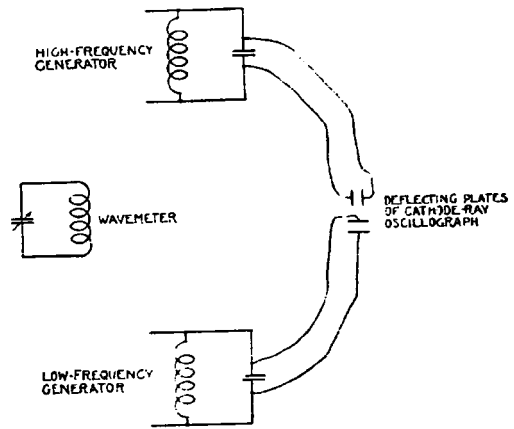 HIGH-FREQUENCY
GENERATOR
WAVEMETER
DEFLECTING PLATES
OF CATHODE-RAY
OSCILLOGRAPH
LOW-FREQUENCY
GENERATOR